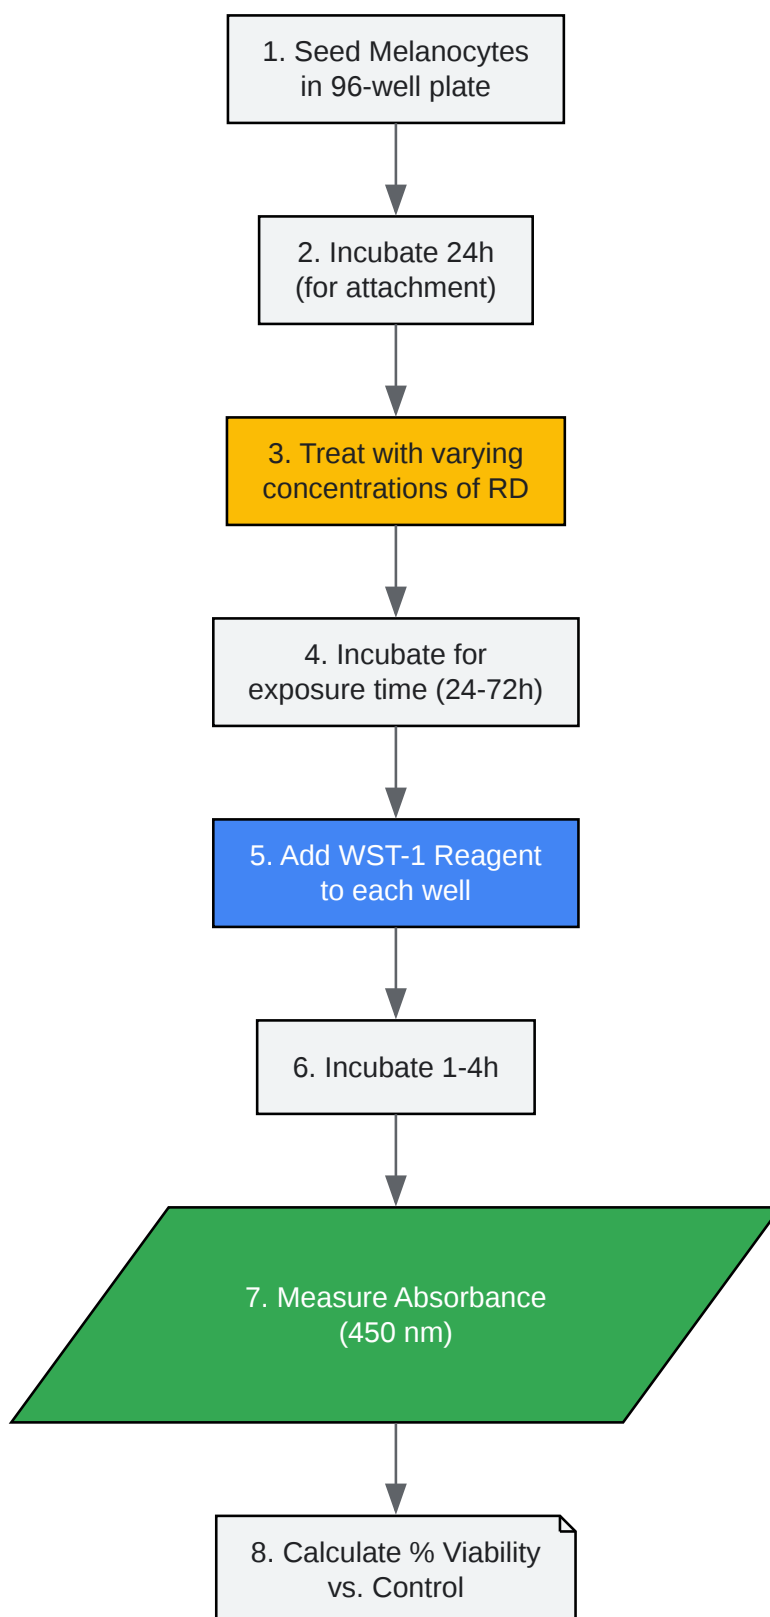 1. Seed Melanocytes
in 96-well plate
2. Incubate 24h
(for attachment)
3. Treat with varying
concentrations of RD
4. Incubate for
exposure time (24-72h)
5. Add WST-1 Reagent
to each well
6. Incubate 1-4h
7. Measure Absorbance
(450 nm)
8. Calculate % Viability
vs. Control